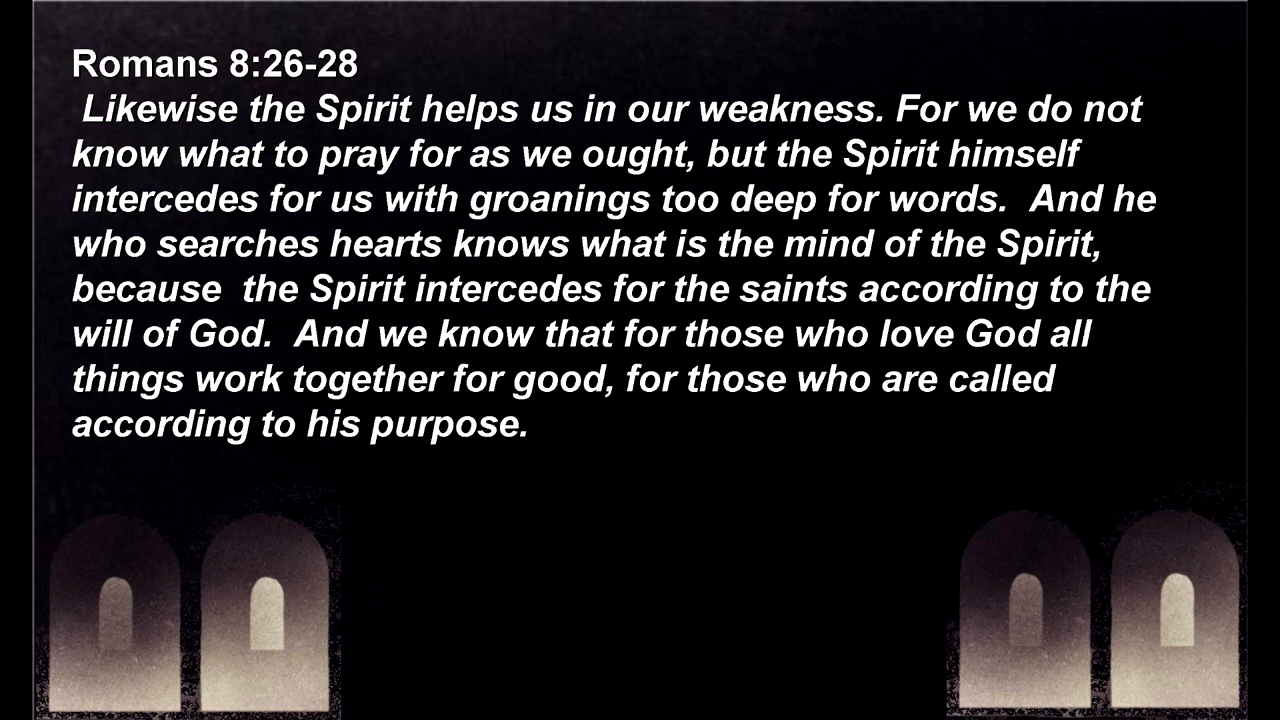 Romans 8:26-28
Likewise the Spirit helps us in our weakness. For we do not
know what to pray for as we ought, but the Spirit himself
intercedes for us with groanings too deep for words.  And he
who searches hearts knows what is the mind of the Spirit,
because  the Spirit intercedes for the saints according to the
will of God.  And we know that for those who love God all
things work together for good, for those who are called
according to his purpose.